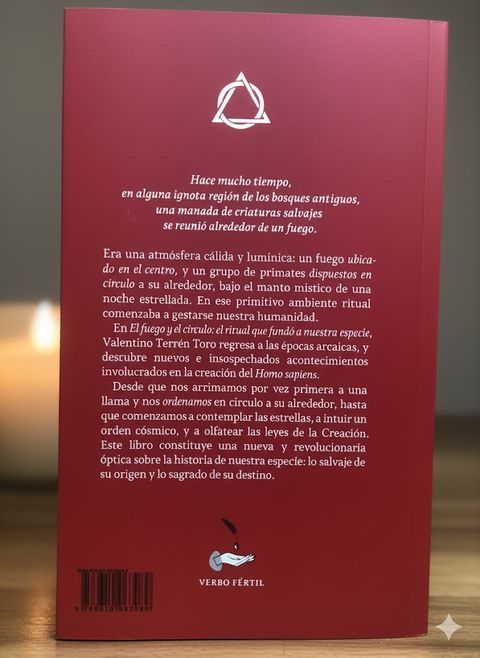 Hace mucho tiempo,
en alguna ignota región de los bosques antiguos,
una manada de criaturas salvajes
se reunió alrededor de un fuego.
Era una atmósfera cálida y lumínica: un fuego ubica-
do en el centro, y un grupo de primates dispuestos en
círculo a su alrededor, bajo el manto místico de una
noche estrellada. En ese primitivo ambiente ritual
comenzaba a gestarse nuestra humanidad.
En El fuego y el círculo: el ritual que fundó a nuestra especie,
Valentino Terrén Toro regresa a las épocas arcaicas, y
descubre nuevos e insospechados acontecimientos
involucrados en la creación del Homo sapiens.
Desde que nos arrimamos por vez primera a una
llama y nos ordenamos en círculo a su alrededor, hasta
que comenzamos a contemplar las estrellas, a intuir un
orden cósmico, y a olfatear las leyes de la Creación.
Este libro constituye una nueva y revolucionaria
óptica sobre la historia de nuestra especie: lo salvaje de
su origen y lo sagrado de su destino.
VERBO FÉRTIL